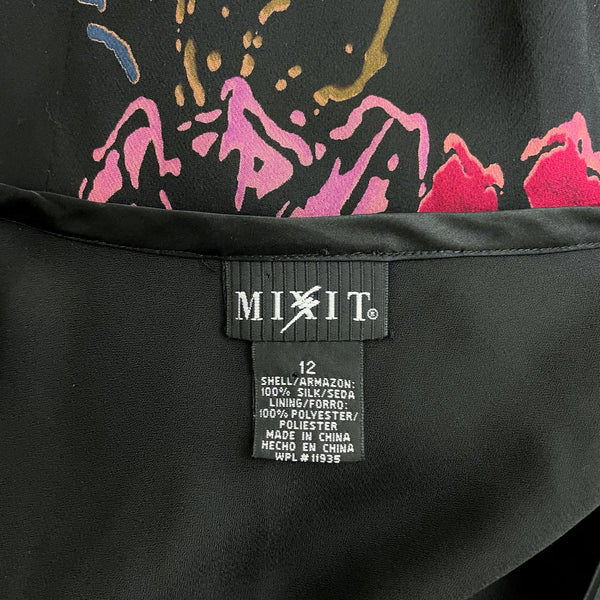 MIXIT®
12
SHELL/ARMAZON:
100% SILK/SEDA
LINING/FORRO:
100% POLYESTER/
POLIESTER
MADE IN CHINA
HECHO EN CHINA
WPL # 11935